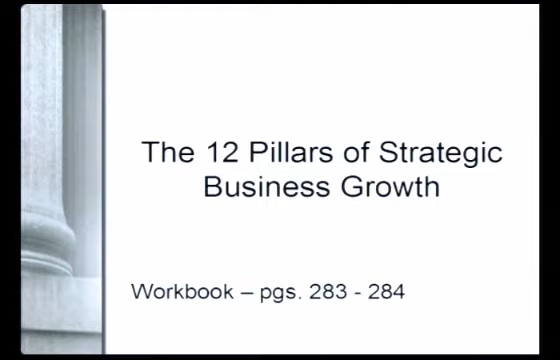 The 12 Pillars of Strategic
Business Growth
Workbook – pgs. 283 - 284